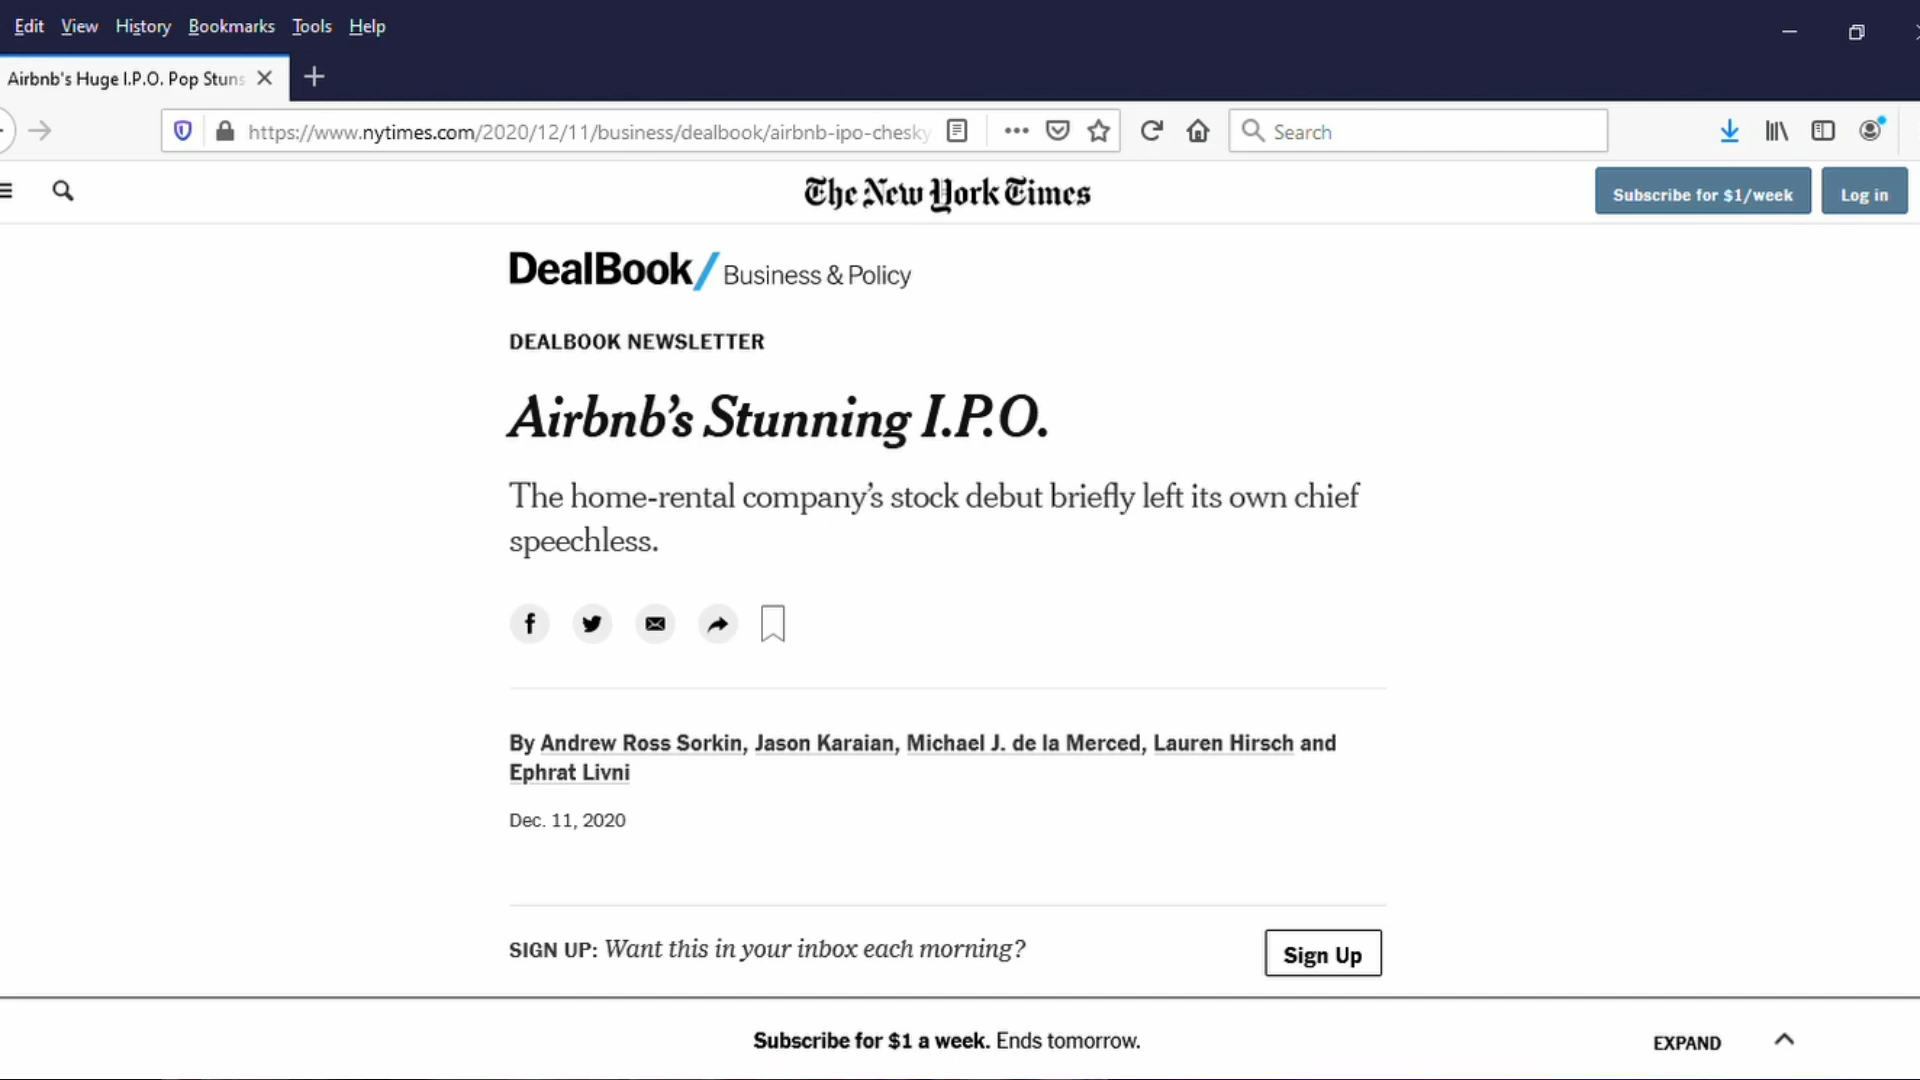 Edit View History Bookmarks Tools Help
Airbnb's Huge I.P.O. Pop Stuns
https://www.nytimes.com/2020/12/11/business/dealbook/airbnb-ipo-chesky
Search
The New York Times
Subscribe for $1/week
Log in
DealBook/ Business & Policy
DEALBOOK NEWSLETTER
Airbnb’s Stunning I.P.O.
The home-rental company’s stock debut briefly left its own chief
speechless.
By Andrew Ross Sorkin, Jason Karaian, Michael J. de la Merced, Lauren Hirsch and
Ephrat Livni
Dec. 11, 2020
SIGN UP: Want this in your inbox each morning?
Sign Up
Subscribe for $1 a week. Ends tomorrow.
EXPAND